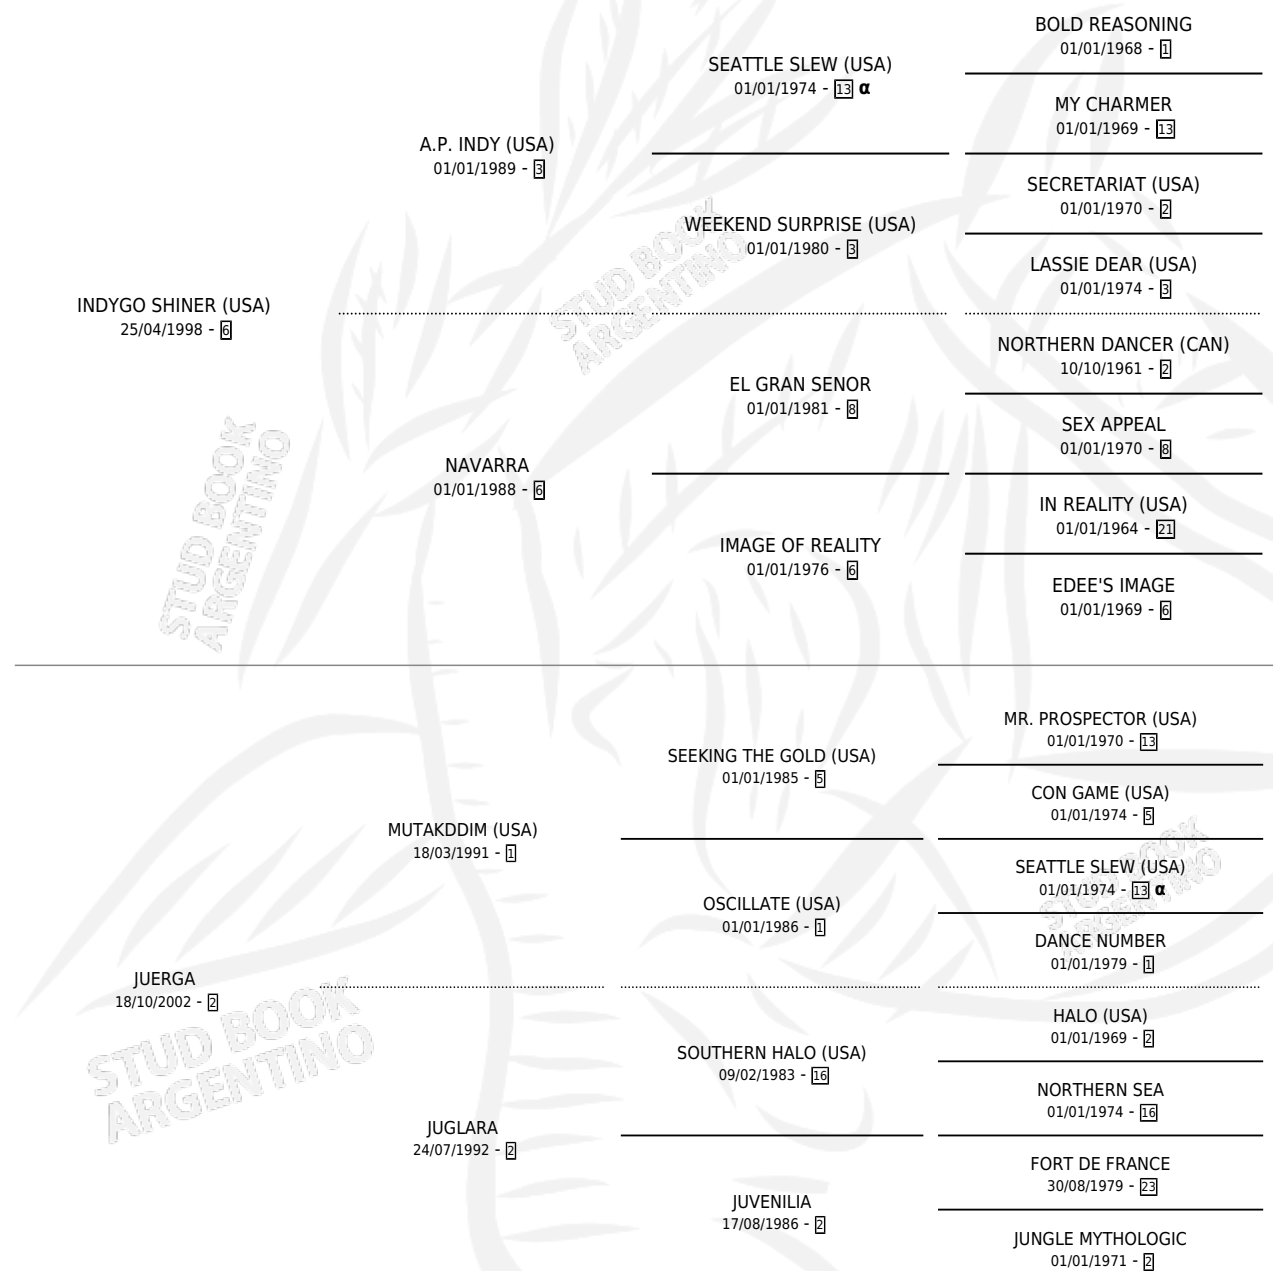 BOLD REASONING
01/01/1968 - 1
SEATTLE SLEW (USA)
01/01/1974 - 13 α
MY CHARMER
01/01/1969 - 13
A.P. INDY (USA)
01/01/1989 - 3
SECRETARIAT (USA)
01/01/1970 - 2
WEEKEND SURPRISE (USA)
01/01/1980 - 3
LASSIE DEAR (USA)
01/01/1974 - 3
INDYGO SHINER (USA)
25/04/1998 - 6
NORTHERN DANCER (CAN)
10/10/1961 - 2
EL GRAN SENOR
01/01/1981 - 8
SEX APPEAL
01/01/1970 - 8
NAVARRA
01/01/1988 - 6
IN REALITY (USA)
01/01/1964 - 21
IMAGE OF REALITY
01/01/1976 - 6
EDEE'S IMAGE
01/01/1969 - 6
MR. PROSPECTOR (USA)
01/01/1970 - 13
SEEKING THE GOLD (USA)
01/01/1985 - 5
CON GAME (USA)
01/01/1974 - 5
MUTAKDDIM (USA)
18/03/1991 - 1
SEATTLE SLEW (USA)
01/01/1974 - 13 α
OSCILLATE (USA)
01/01/1986 - 1
DANCE NUMBER
01/01/1979 - 1
JUERGA
18/10/2002 - 2
HALO (USA)
01/01/1969 - 2
SOUTHERN HALO (USA)
09/02/1983 - 16
NORTHERN SEA
01/01/1974 - 16
JUGLARA
24/07/1992 - 2
FORT DE FRANCE
30/08/1979 - 23
JUVENILIA
17/08/1986 - 2
JUNGLE MYTHOLOGIC
01/01/1971 - 2
STUD BOOK
ARGENTINO
STUD BOOK
ARGENTINO
STUD BOOK
ARGENTINO
STUD BOOK
ARGENTINO